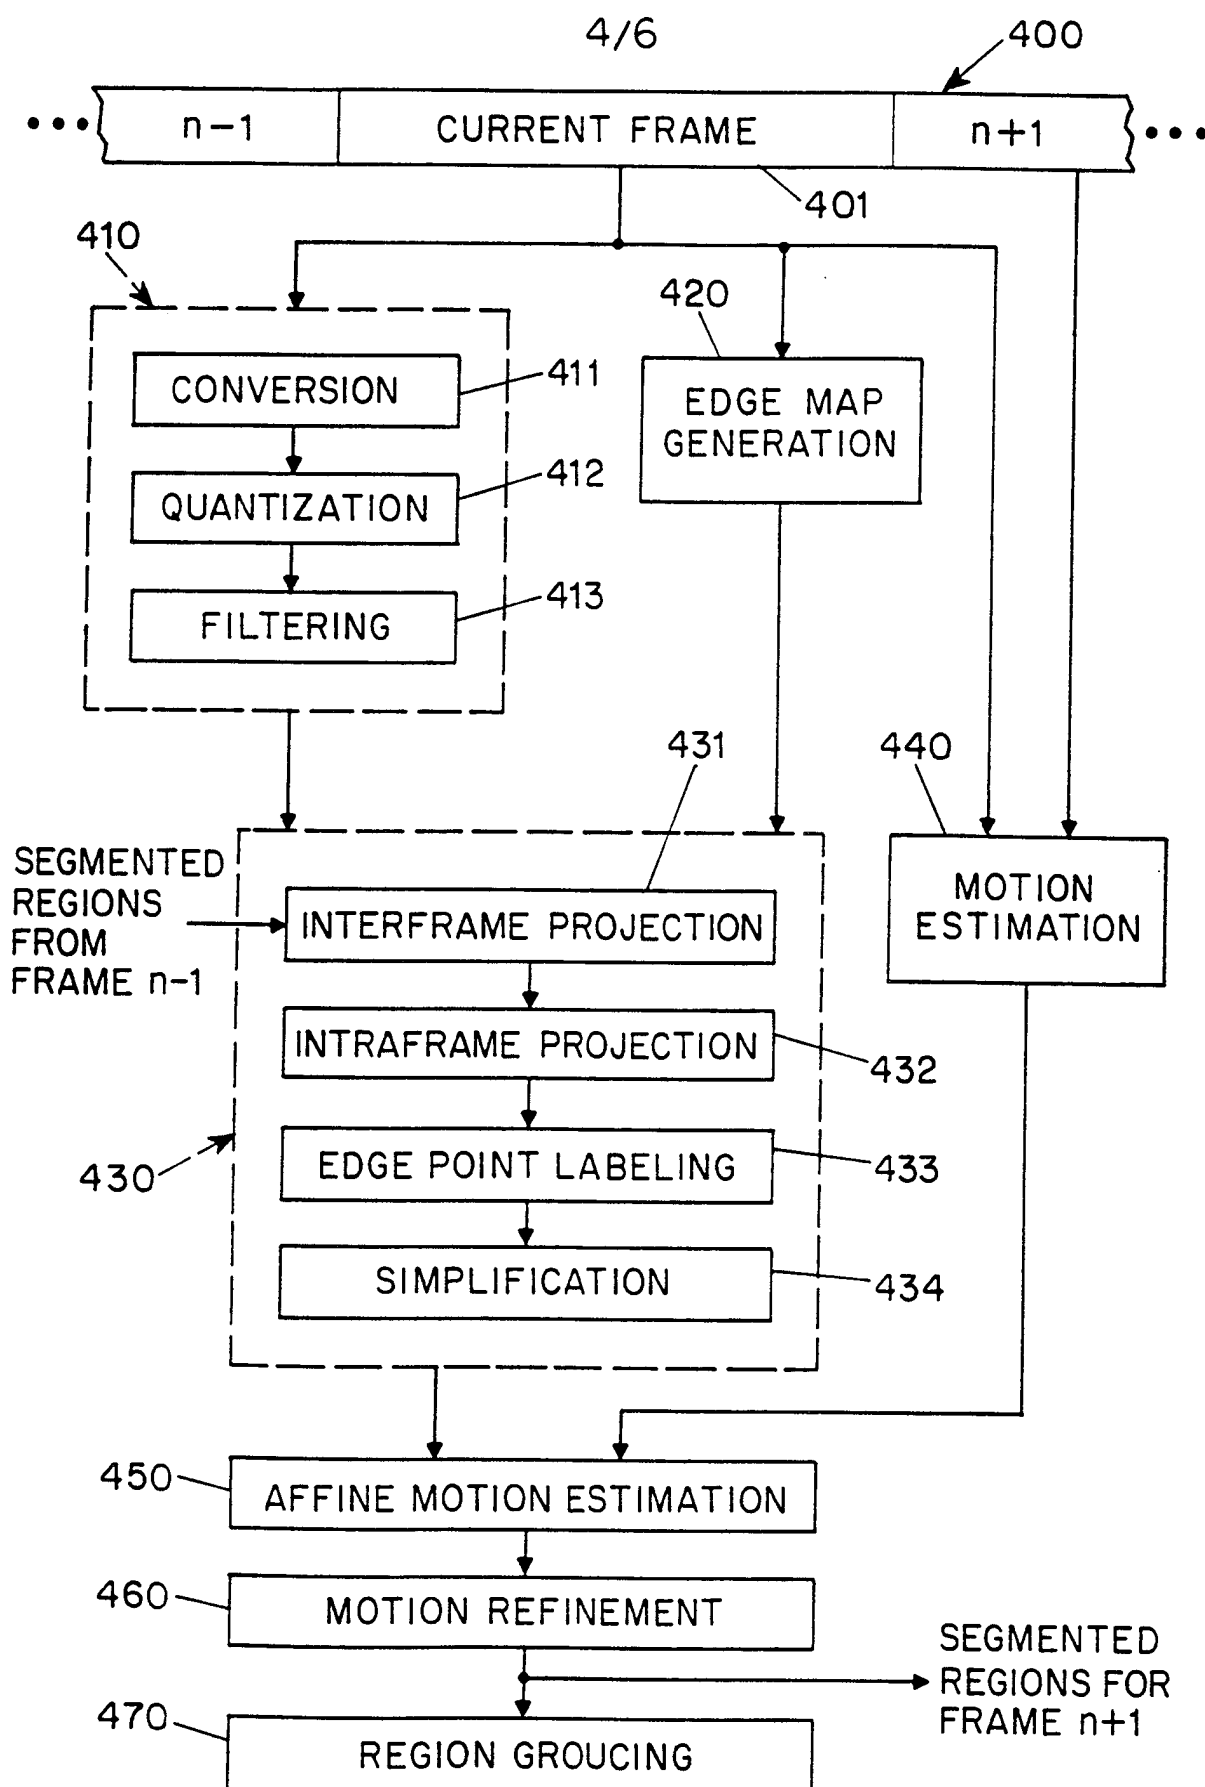 4/6
400
••• n-1 CURRENT FRAME n+1 •••
401
410
420
CONVERSION 411
EDGE MAP
GENERATION
QUANTIZATION 412
FILTERING 413
431
440
SEGMENTED
REGIONS
FROM
FRAME n-1
INTERFRAME PROJECTION
MOTION
ESTIMATION
INTRAFRAME PROJECTION
432
EDGE POINT LABELING 433
430
SIMPLIFICATION 434
450 AFFINE MOTION ESTIMATION
460 MOTION REFINEMENT
SEGMENTED
REGIONS FOR
FRAME n+1
470
REGION GROUCING